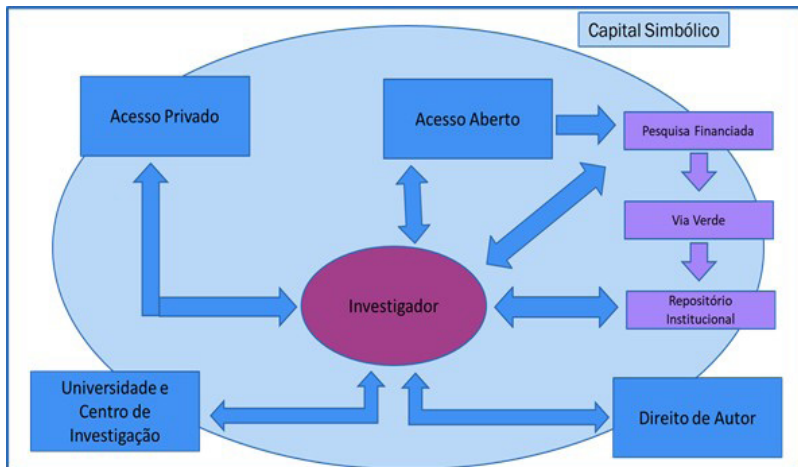 Capital Simbólico
Acesso Privado
Acesso Aberto
Pesquisa Financiada
Via Verde
Investigador
Repositório
Institucional
Universidade e
Centro de
Investigação
Direito de Autor